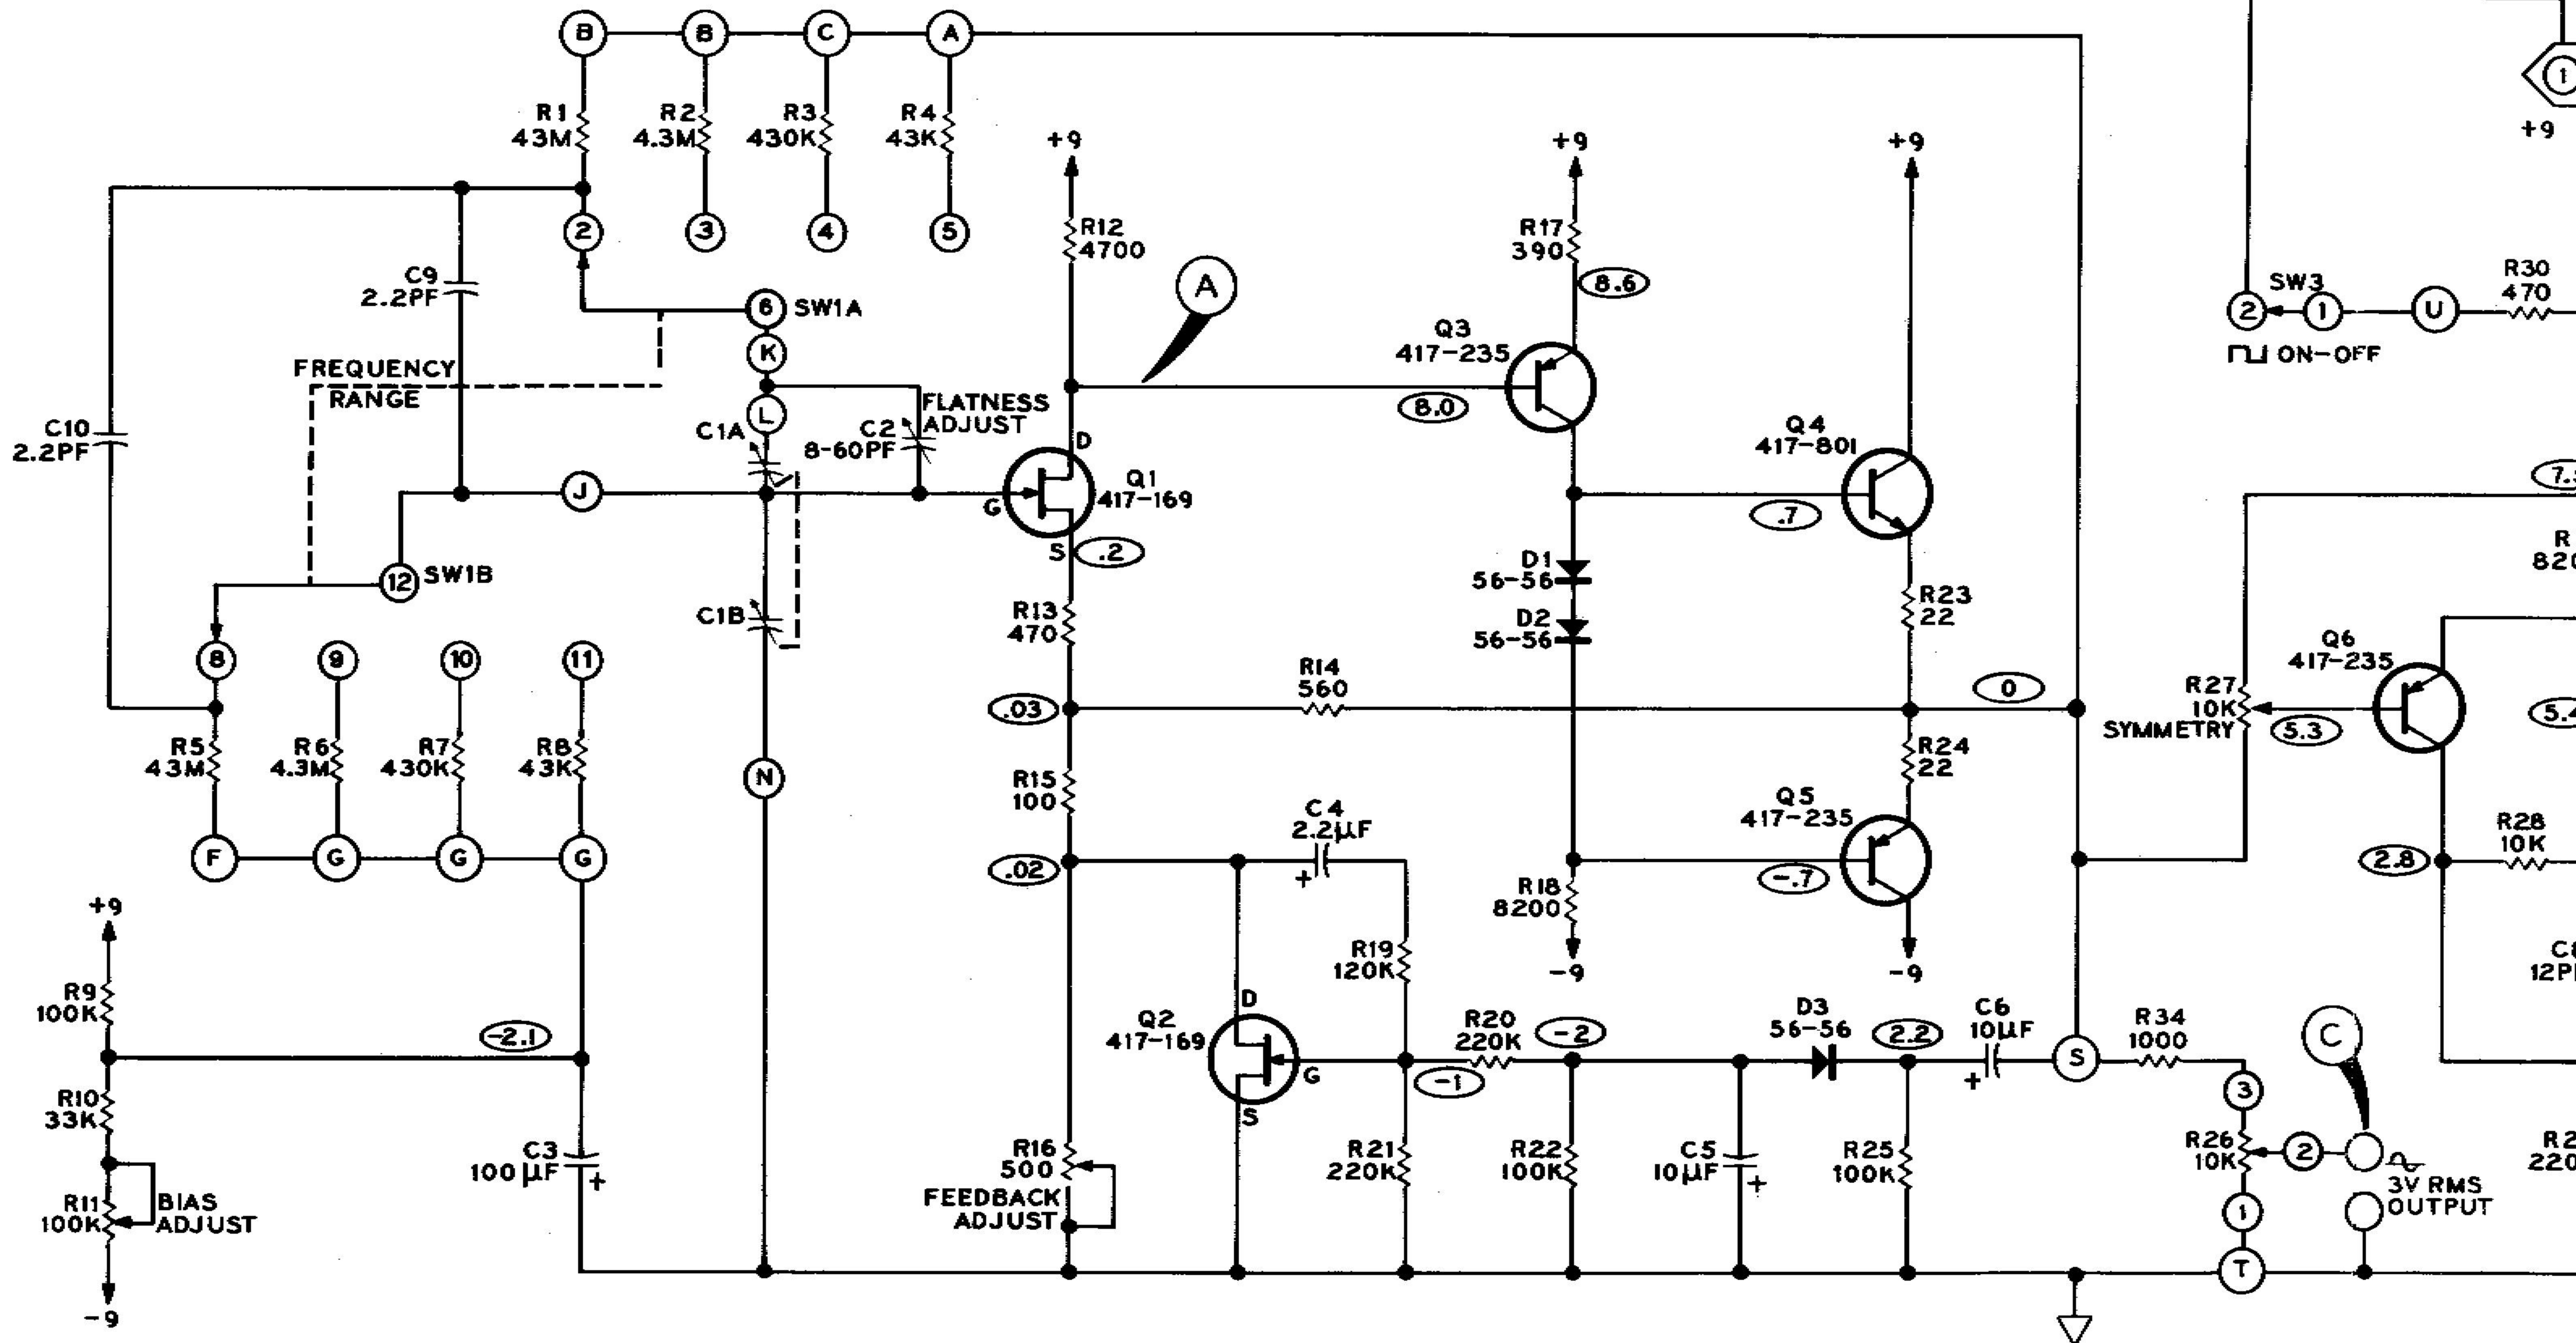 B
B
C
A
1
+9
R1
43M
R2
4.3M
R3
430K
R4
43K
+9
+9
+9
2
3
4
5
R12
4700
A
R17
390
8.6
C9
2.2PF
6
SW1A
K
L
SW3
2
1
U
R30
470
ON-OFF
FREQUENCY
RANGE
Q3
417-235
8.0
C10
2.2PF
C1A
C2
8-60PF
FLATNESS
ADJUST
D
G
S
Q1
417-169
.2
J
Q4
417-801
.7
12
SW1B
C1B
D1
56-56
D2
56-56
R13
470
R23
22
8
9
10
11
R14
560
.03
0
Q6
417-235
R27
10K
SYMMETRY
5.3
R5
43M
R6
4.3M
R7
430K
R8
43K
N
R15
100
R24
22
Q5
417-235
-.7
F
G
G
G
C4
2.2µF
+
.02
R18
8200
-9
-9
R28
10K
2.8
+9
R9
100K
-2.1
R10
33K
R11
100K
BIAS
ADJUST
-9
C3
100µF
+
R19
120K
D
Q2
417-169
G
S
R20
220K
-1
-2
D3
56-56
2.2
C6
10µF
+
S
R34
1000
C
3
R16
500
FEEDBACK
ADJUST
R21
220K
R22
100K
C5
10µF
+
R25
100K
R26
10K
2
3V RMS
OUTPUT
1
T